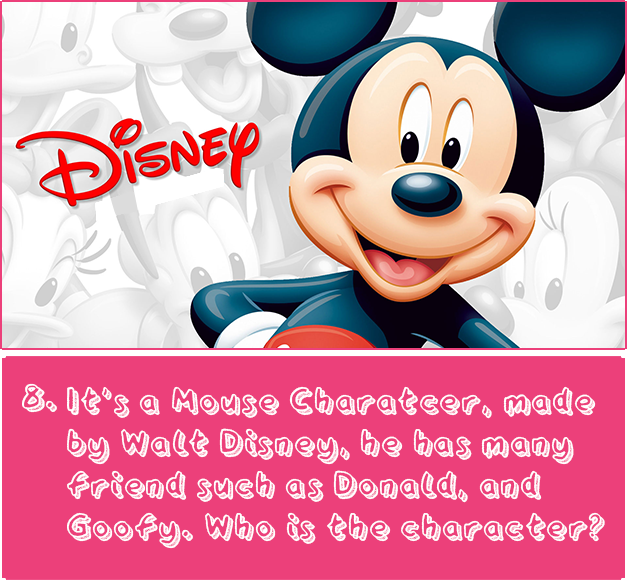 Disney
8. It's a Mouse Charatcer, made
by Walt Disney, he has many
friend such as Donald, and
Goofy. Who is the character?